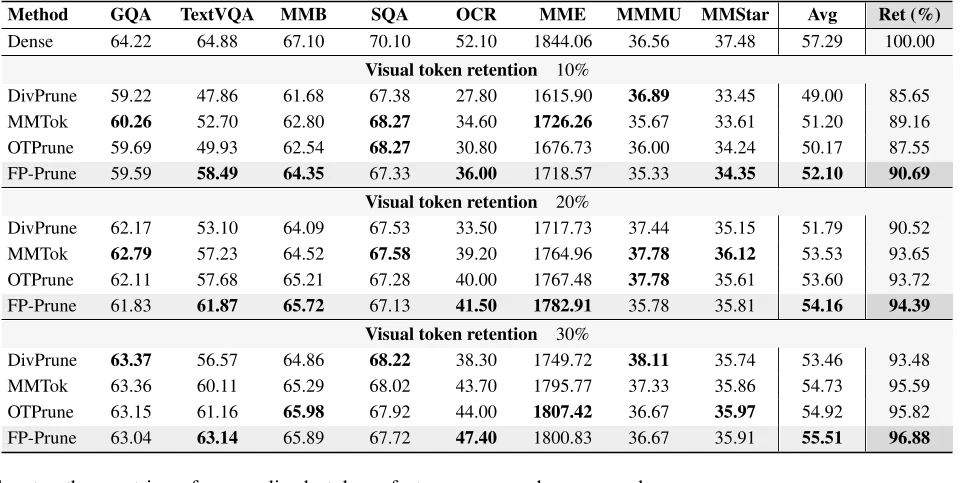 Method GQA TextVQA MMB SQA OCR MME MMMU MMStar Avg Ret (%)
Dense 64.22 64.88 67.10 70.10 52.10 1844.06 36.56 37.48 57.29 100.00
Visual token retention 10%
DivPrune 59.22 47.86 61.68 67.38 27.80 1615.90 36.89 33.45 49.00 85.65
MMTok 60.26 52.70 62.80 68.27 34.60 1726.26 35.67 33.61 51.20 89.16
OTPrune 59.69 49.93 62.54 68.27 30.80 1676.73 36.00 34.24 50.17 87.55
FP-Prune 59.59 58.49 64.35 67.33 36.00 1718.57 35.33 34.35 52.10 90.69
Visual token retention 20%
DivPrune 62.17 53.10 64.09 67.53 33.50 1717.73 37.44 35.15 51.79 90.52
MMTok 62.79 57.23 64.52 67.58 39.20 1764.96 37.78 36.12 53.53 93.65
OTPrune 62.11 57.68 65.21 67.28 40.00 1767.48 37.78 35.61 53.60 93.72
FP-Prune 61.83 61.87 65.72 67.13 41.50 1782.91 35.78 35.81 54.16 94.39
Visual token retention 30%
DivPrune 63.37 56.57 64.86 68.22 38.30 1749.72 38.11 35.74 53.46 93.48
MMTok 63.36 60.11 65.29 68.02 43.70 1795.77 37.33 35.86 54.73 95.59
OTPrune 63.15 61.16 65.98 67.92 44.00 1807.42 36.67 35.97 54.92 95.82
FP-Prune 63.04 63.14 65.89 67.72 47.40 1800.83 36.67 35.91 55.51 96.88